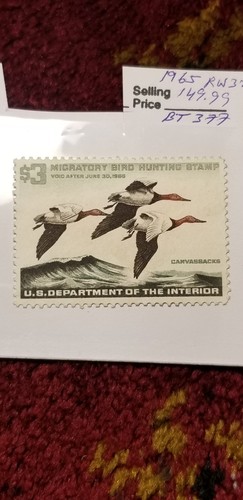 1965 RW3
Selling 149.99
Price
BT 377
$3 MIGRATORY BIRD HUNTING STAMP
VOID AFTER JUNE 30, 1966
CANVASBACKS
U.S. DEPARTMENT OF THE INTERIOR